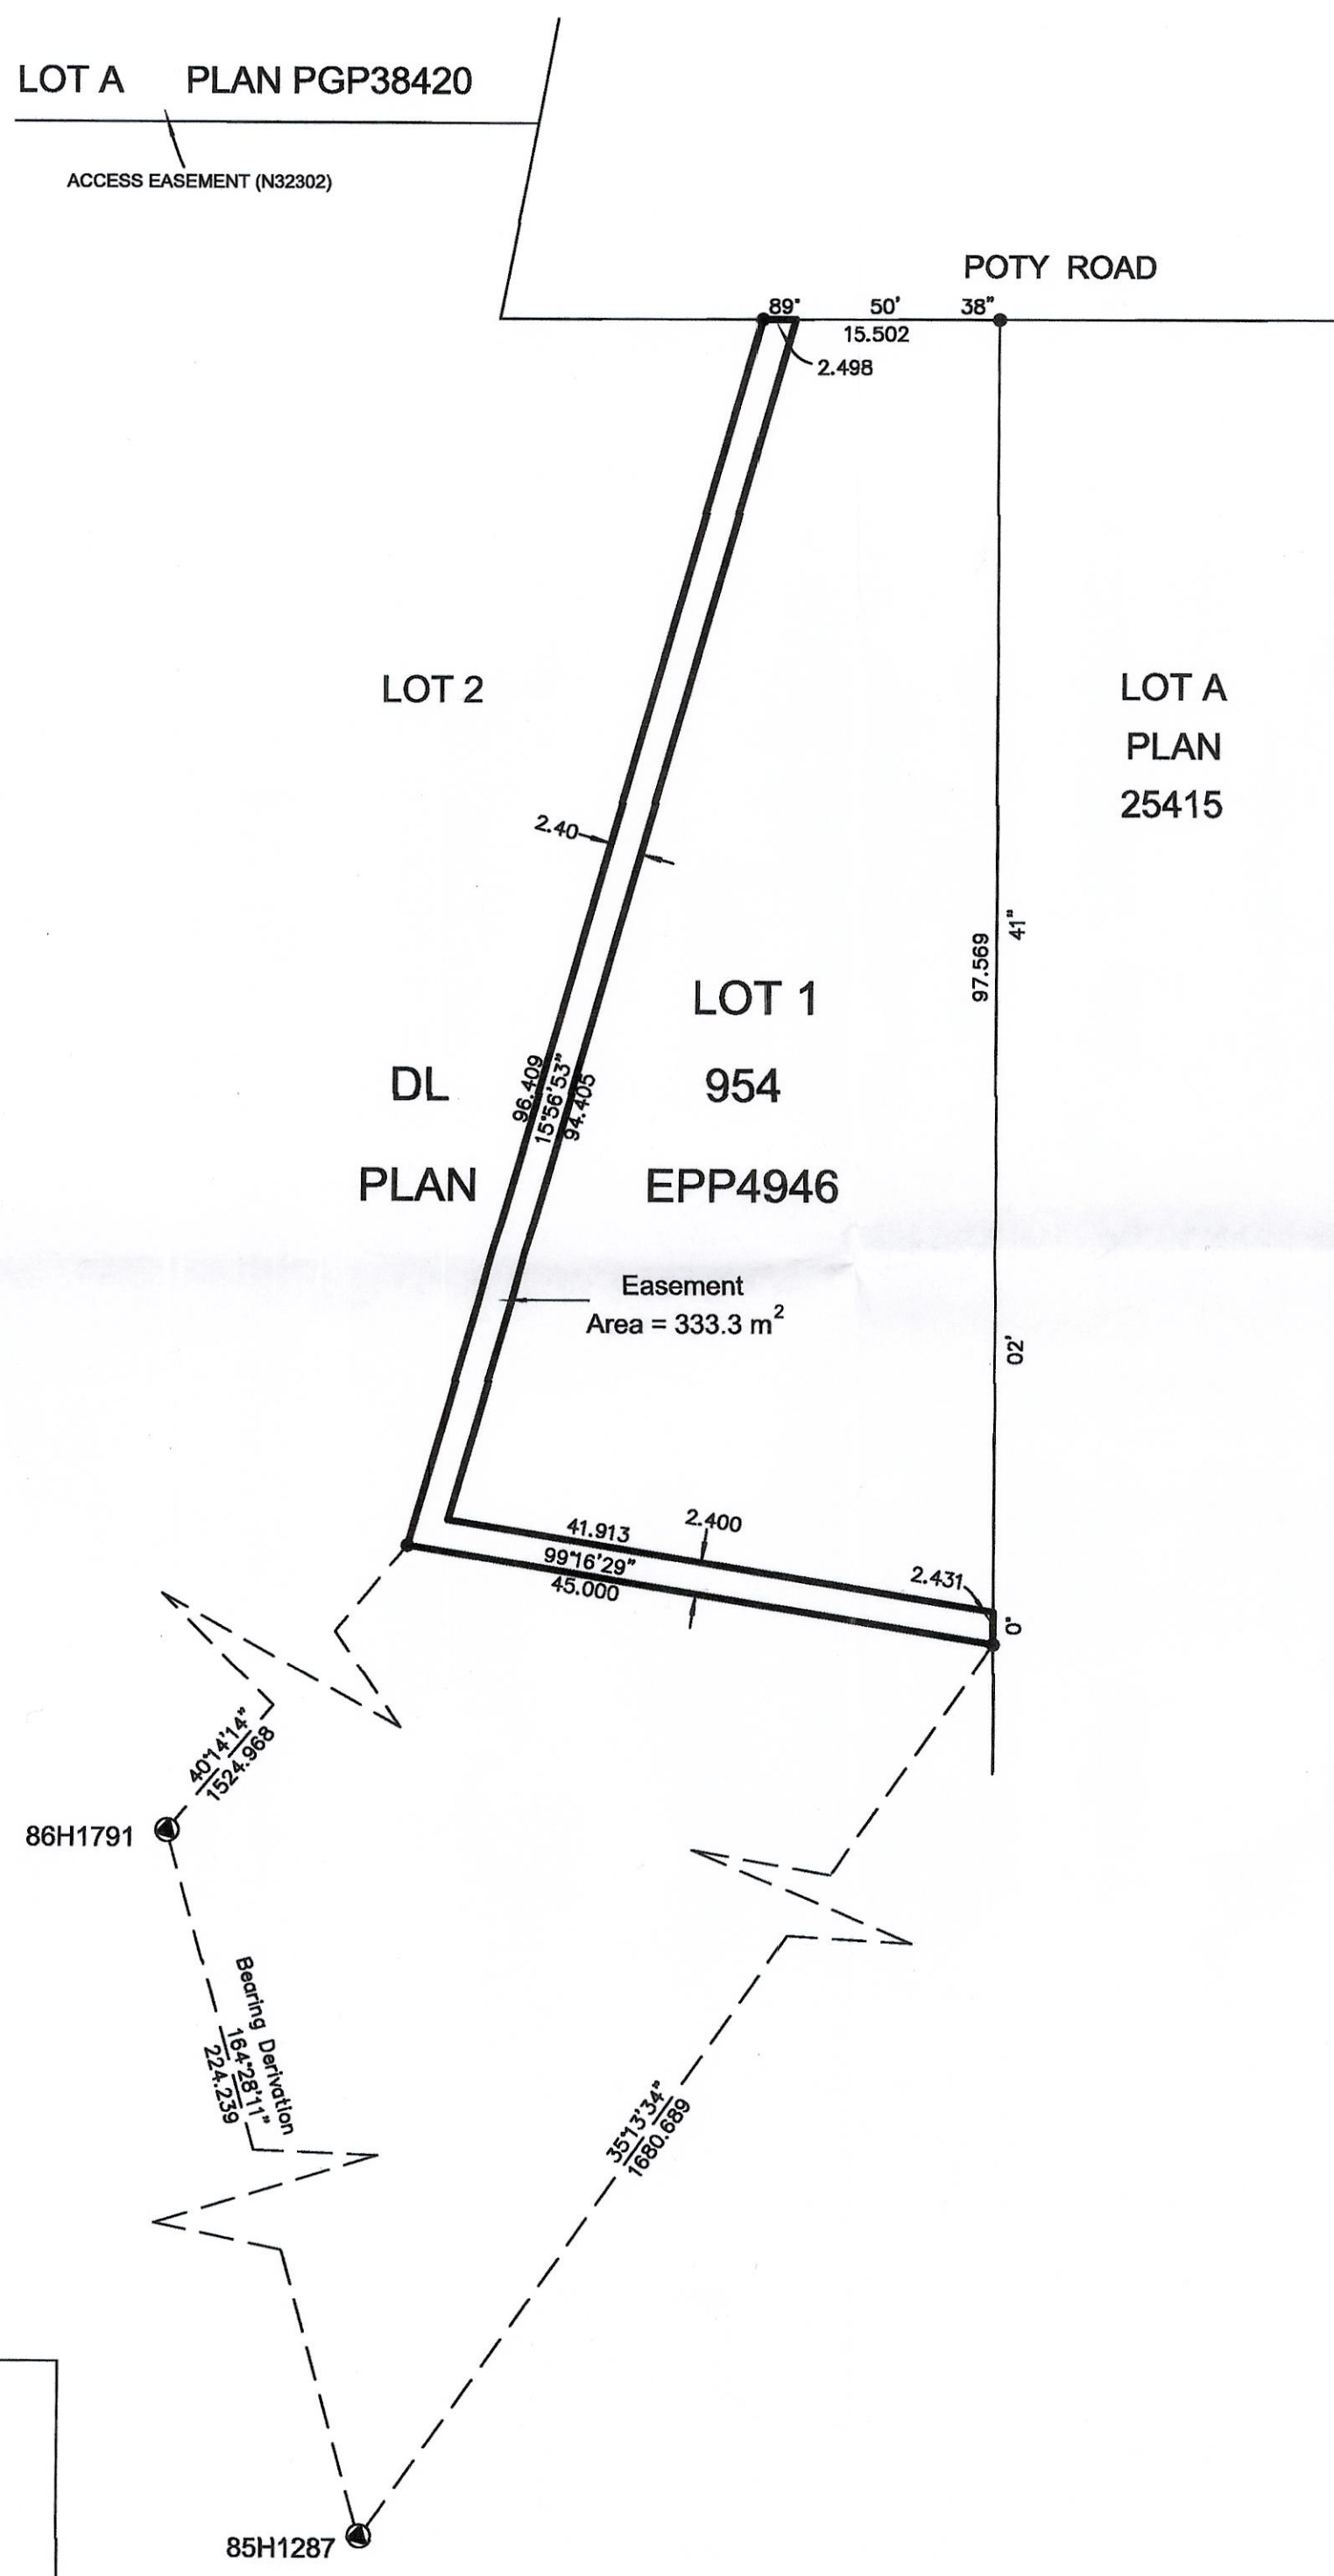 LOT A PLAN PGP38420
ACCESS EASEMENT (N32302)
POTY ROAD
89° 50' 38"
15.502
2.498
LOT 2
LOT A
PLAN
25415
2.40
41"
97.569
LOT 1
DL 954
96.409
15°56'53"
94.405
PLAN EPP4946
Easement
Area = 333.3 m²
02'
41.913
2.400
99°16'29"
45.000
2.431
0°
40°14'14"
1524.968
86H1791
Bearing Derivation
164°28'11"
224.239
35°13'34"
1680.689
85H1287